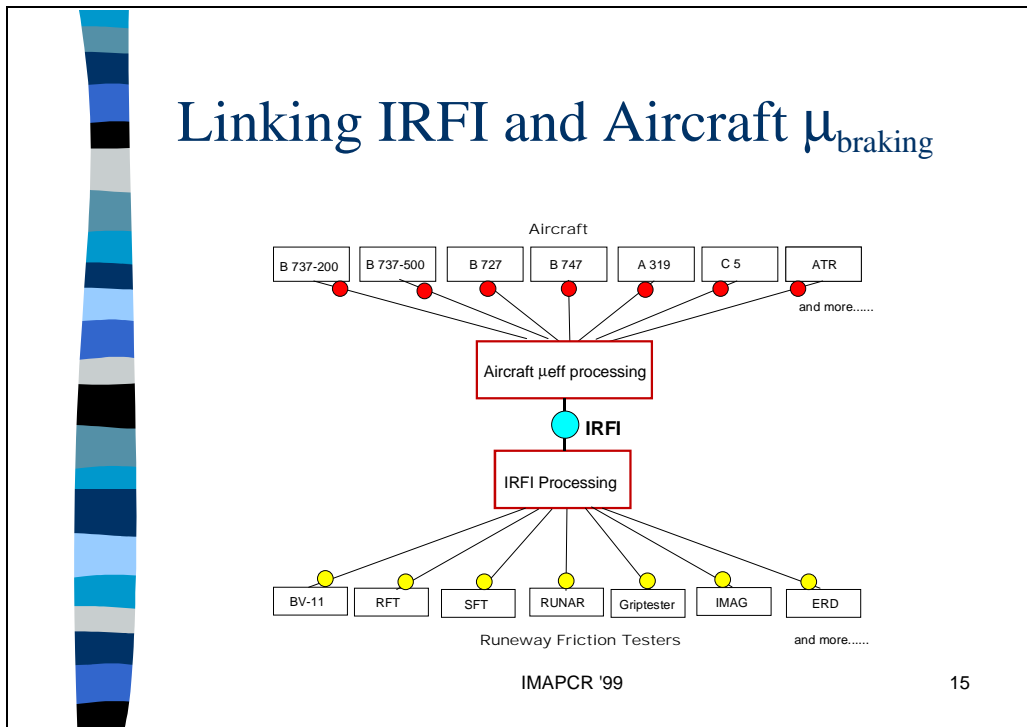 Linking IRFI and Aircraft μbraking
Aircraft
B 737-200
B 737-500
B 727
B 747
A 319
C 5
ATR
and more......
Aircraft μeff processing
IRFI
IRFI Processing
BV-11
RFT
SFT
RUNAR
Griptester
IMAG
ERD
Runeway Friction Testers
and more......
IMAPCR '99
15